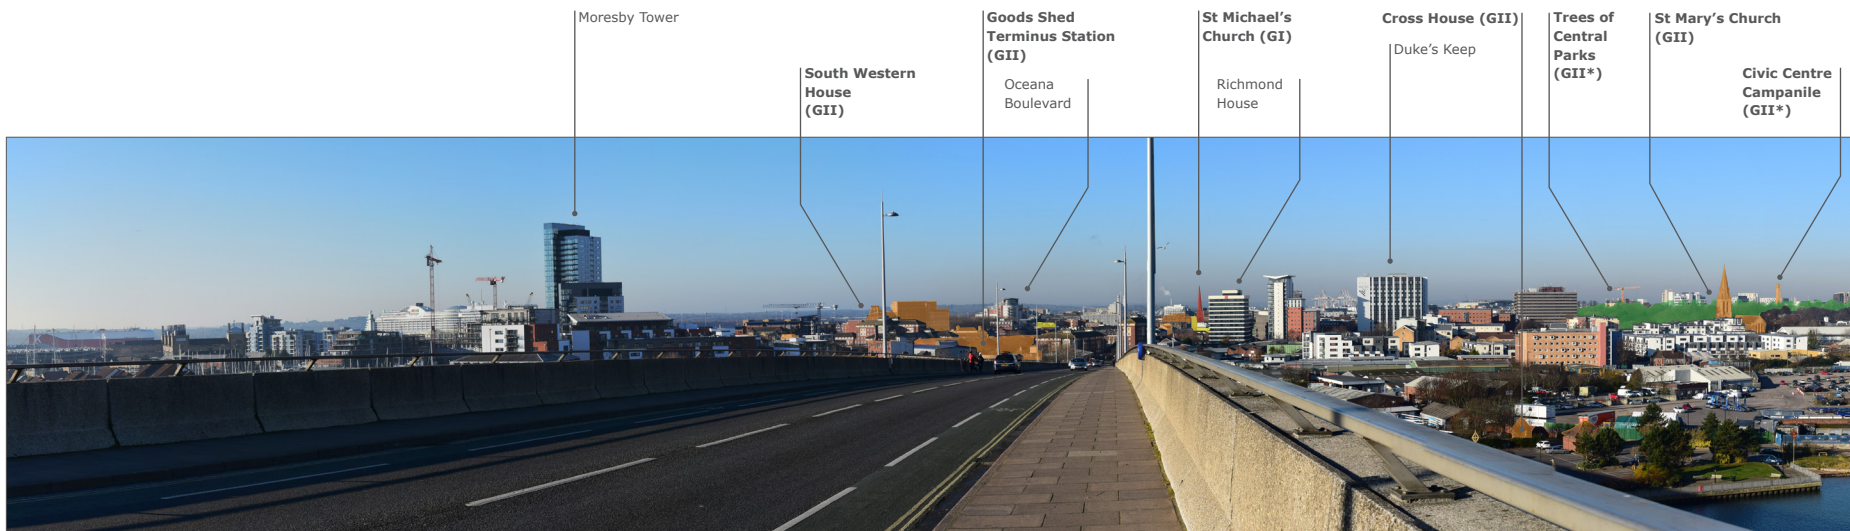 Moresby Tower
South Western
House
(GII)
Goods Shed
Terminus Station
(GII)
Oceana
Boulevard
St Michael’s
Church (GI)
Richmond
House
Cross House (GII)
Duke’s Keep
Trees of
Central
Parks
(GII*)
St Mary’s Church
(GII)
Civic Centre
Campanile
(GII*)